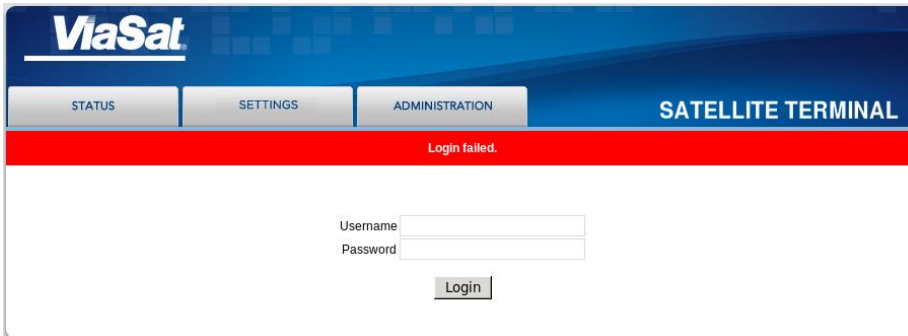 ViaSat
STATUS SETTINGS ADMINISTRATION SATELLITE TERMINAL
Login failed.
Username
Password
Login